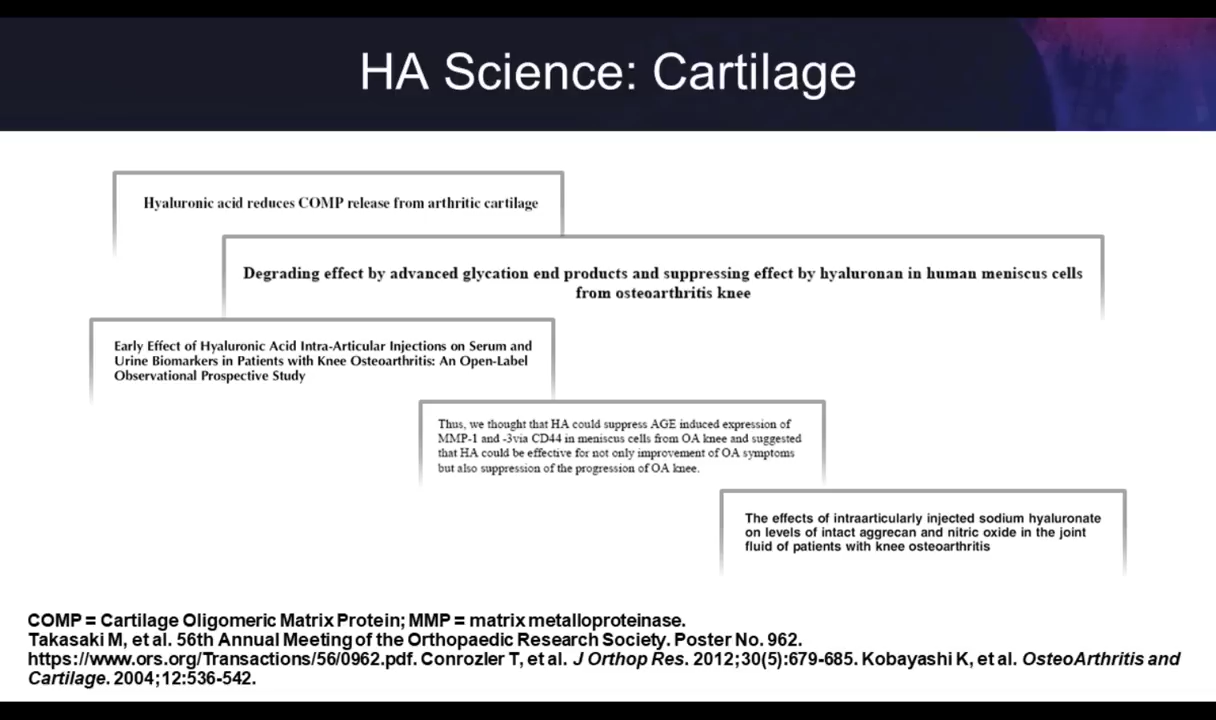 HA Science: Cartilage
Hyaluronic acid reduces COMP release from arthritic cartilage
Degrading effect by advanced glycation end products and suppressing effect by hyaluronan in human meniscus cells
from osteoarthritis knee
Early Effect of Hyaluronic Acid Intra-Articular Injections on Serum and
Urine Biomarkers in Patients with Knee Osteoarthritis: An Open-Label
Observational Prospective Study
Thus, we thought that HA could suppress AGE induced expression of
MMP-1 and -3via CD44 in meniscus cells from OA knee and suggested
that HA could be effective for not only improvement of OA symptoms
but also suppression of the progression of OA knee.
The effects of intraarticularly injected sodium hyaluronate
on levels of intact aggrecan and nitric oxide in the joint
fluid of patients with knee osteoarthritis
COMP = Cartilage Oligomeric Matrix Protein; MMP = matrix metalloproteinase.
Takasaki M, et al. 56th Annual Meeting of the Orthopaedic Research Society. Poster No. 962.
https://www.ors.org/Transactions/56/0962.pdf. Conrozler T, et al. J Orthop Res. 2012;30(5):679-685. Kobayashi K, et al. OsteoArthritis and
Cartilage. 2004;12:536-542.